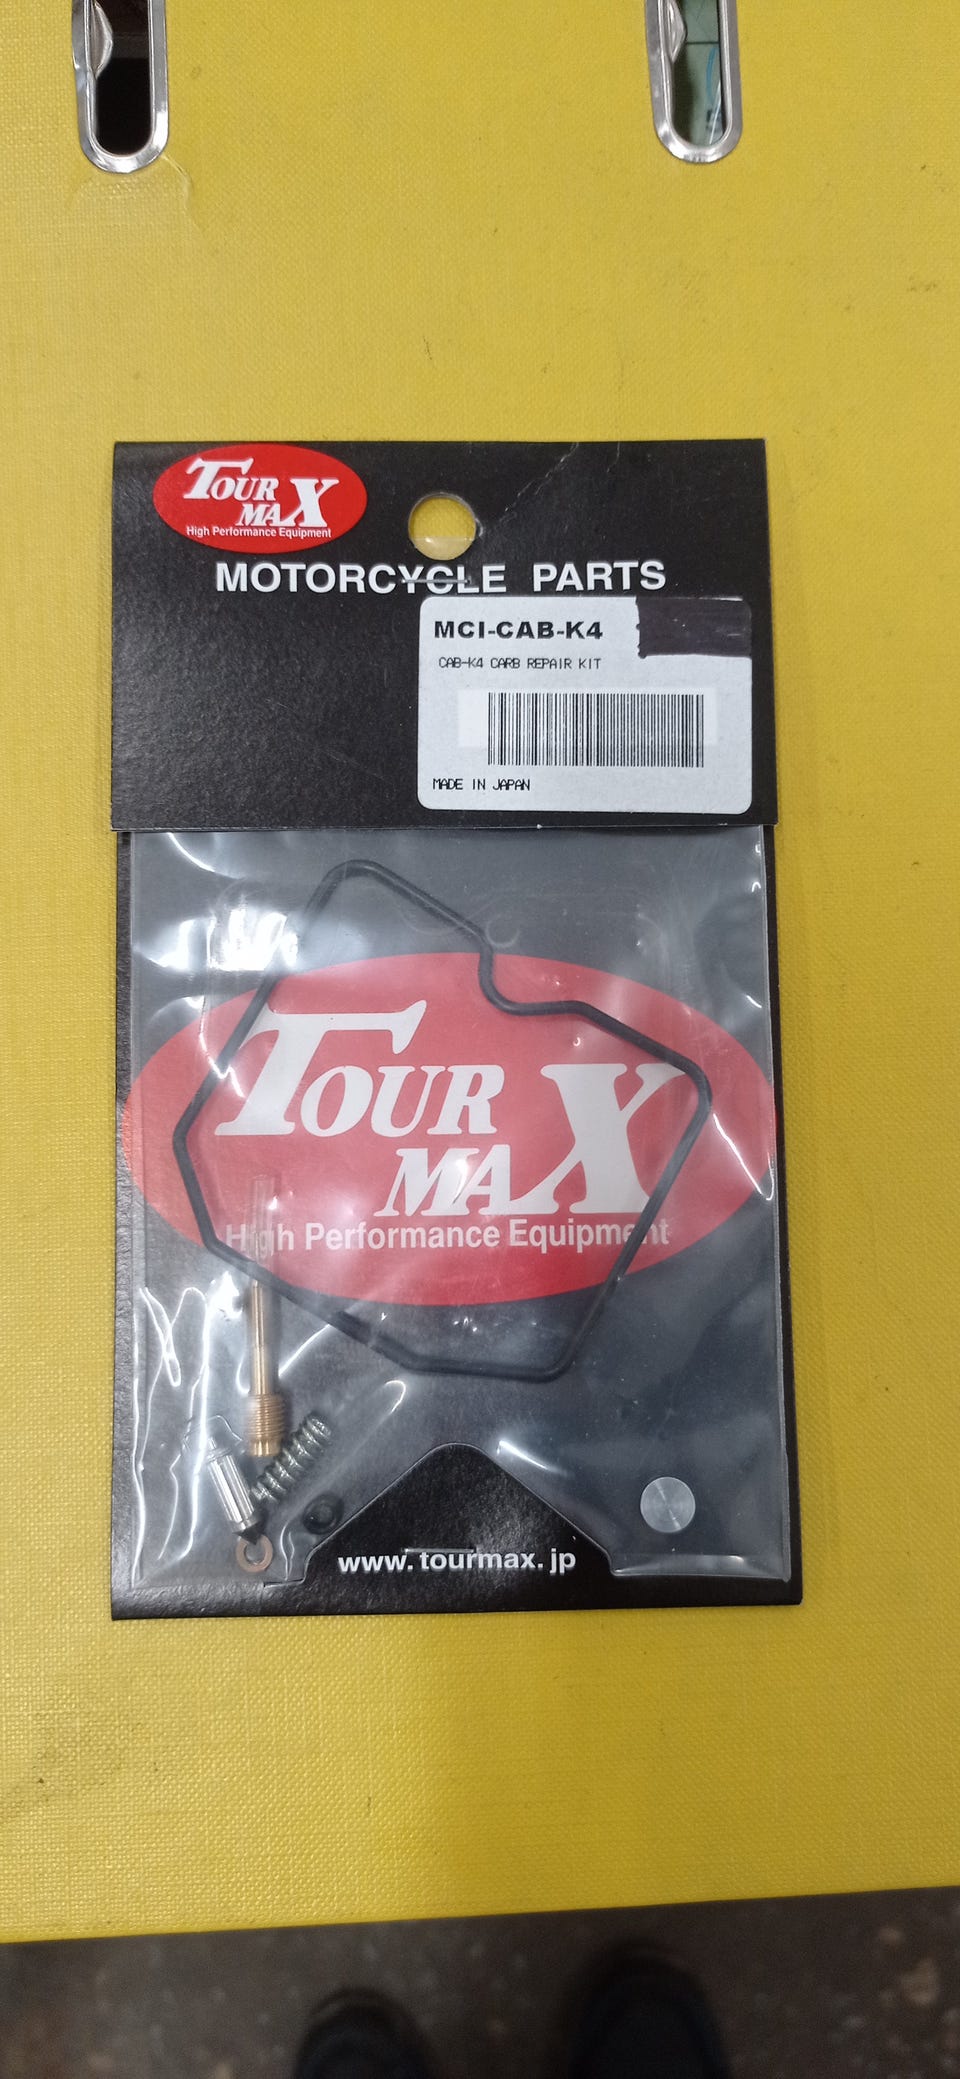 TOUR
MAX
High Performance Equipment
MOTORCYCLE PARTS
MCI-CAB-K4
CAB-K4 CARB REPAIR KIT
MADE IN JAPAN
TOUR
MAX
High Performance Equipment
www.tourmax.jp